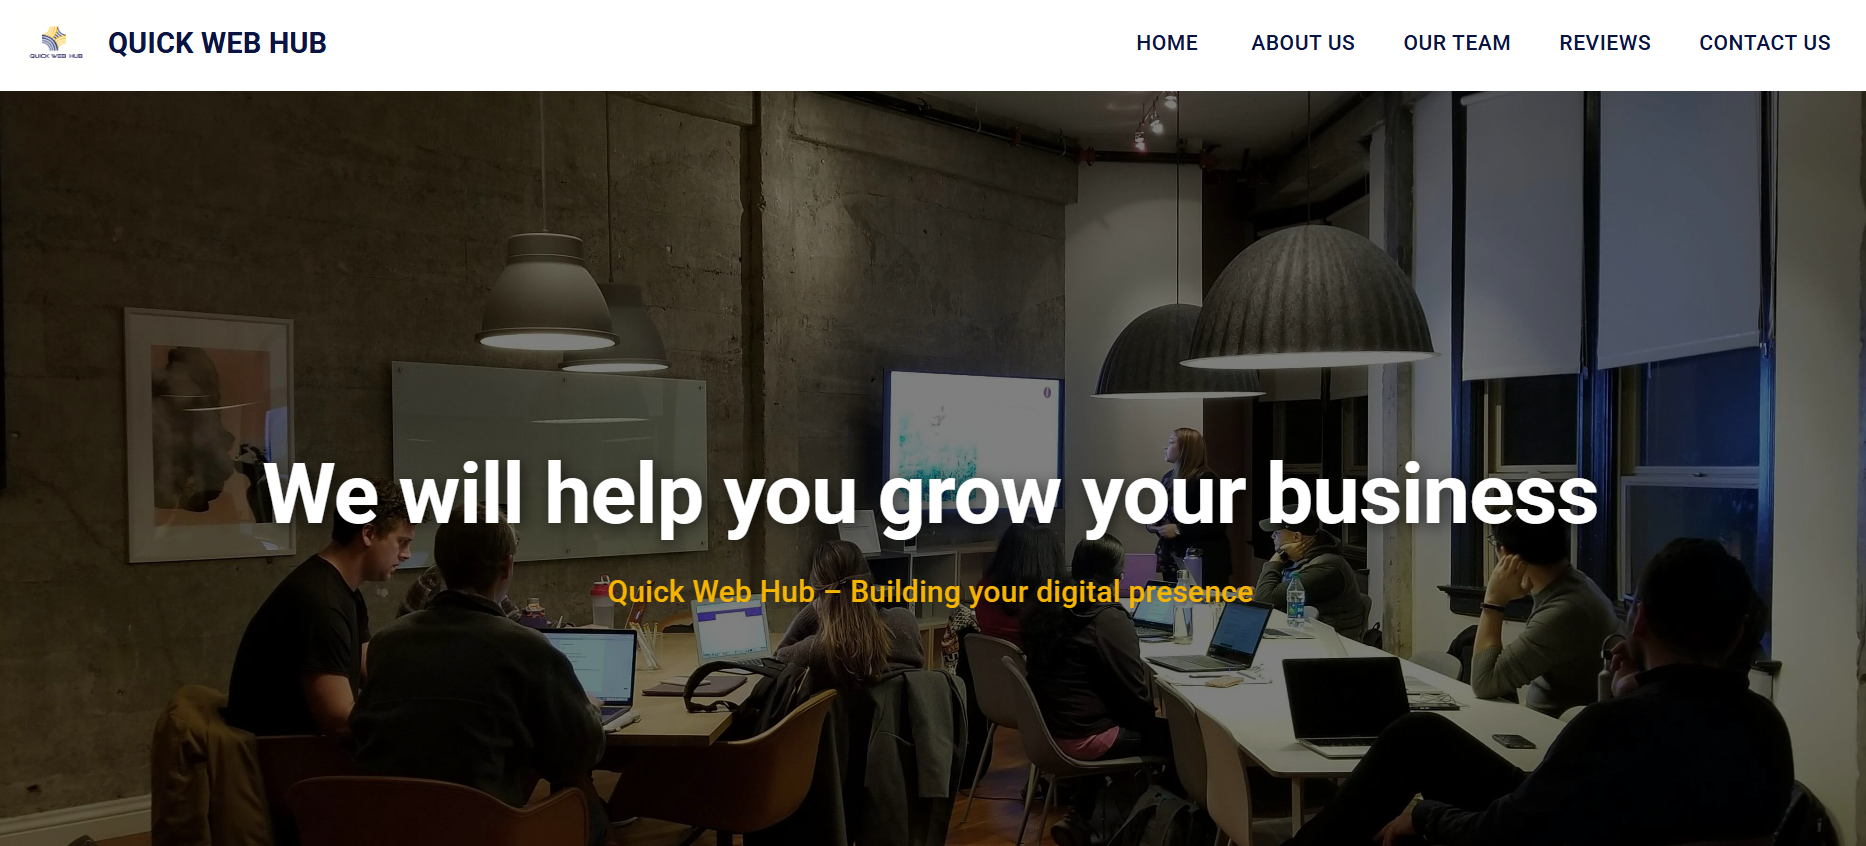 QUICK WEB HUB
QUICK WEB HUB
HOME
ABOUT US
OUR TEAM
REVIEWS
CONTACT US
We will help you grow your business
Quick Web Hub – Building your digital presence